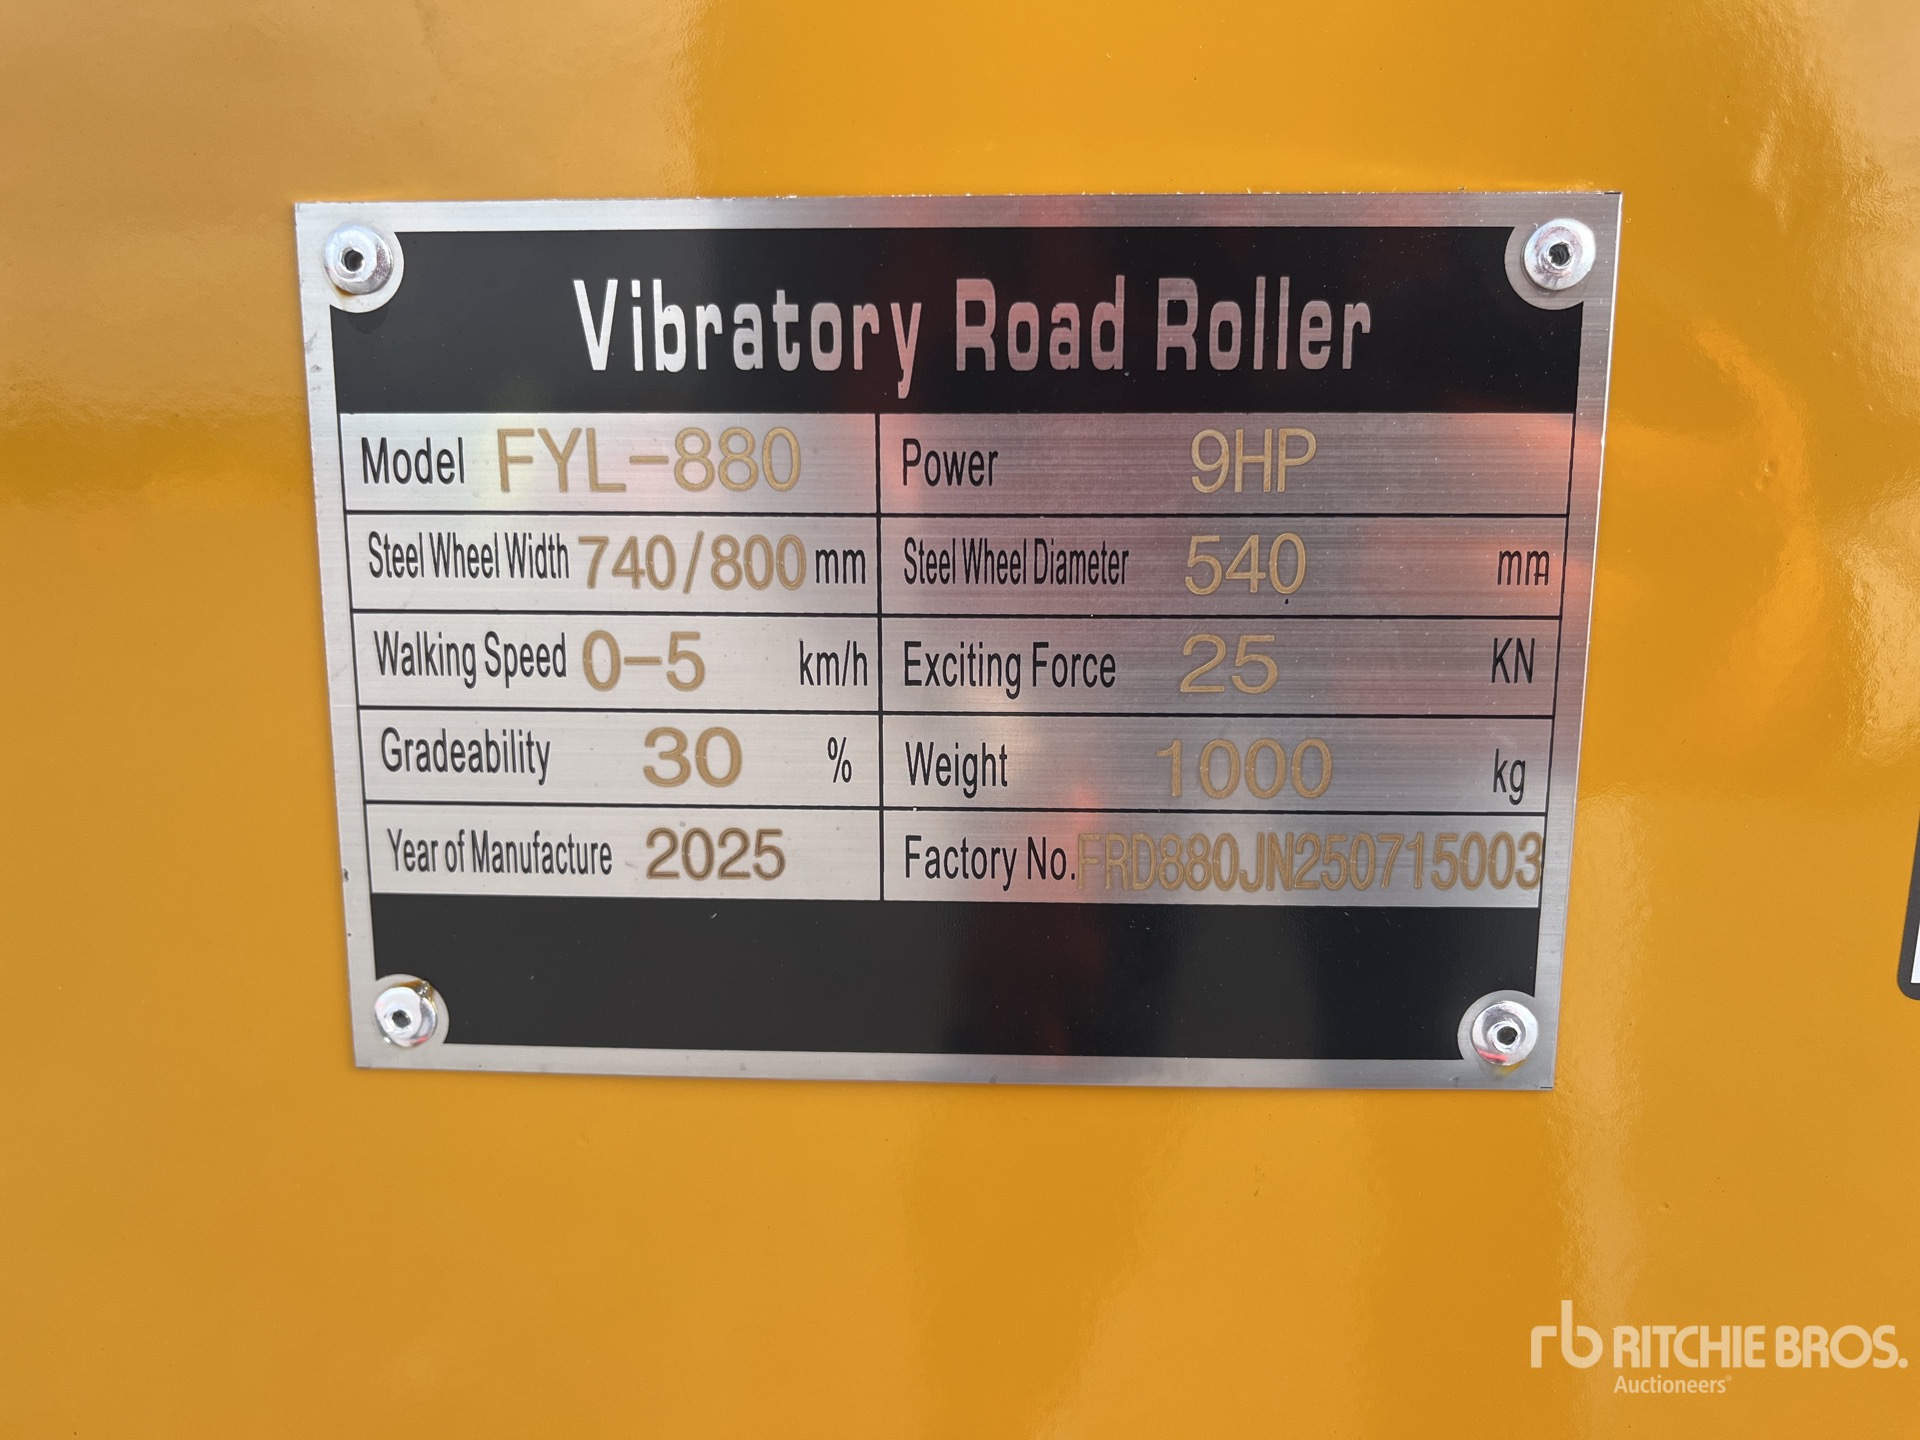 Vibratory Road Roller
Model FYL-880 Power 9HP
Steel Wheel Width 740/800 mm Steel Wheel Diameter 540 mm
Walking Speed 0-5 km/h Exciting Force 25 KN
Gradeability 30 % Weight 1000 kg
Year of Manufacture 2025 Factory No. FRD880JN250715003
rb RITCHIE BROS.
Auctioneers